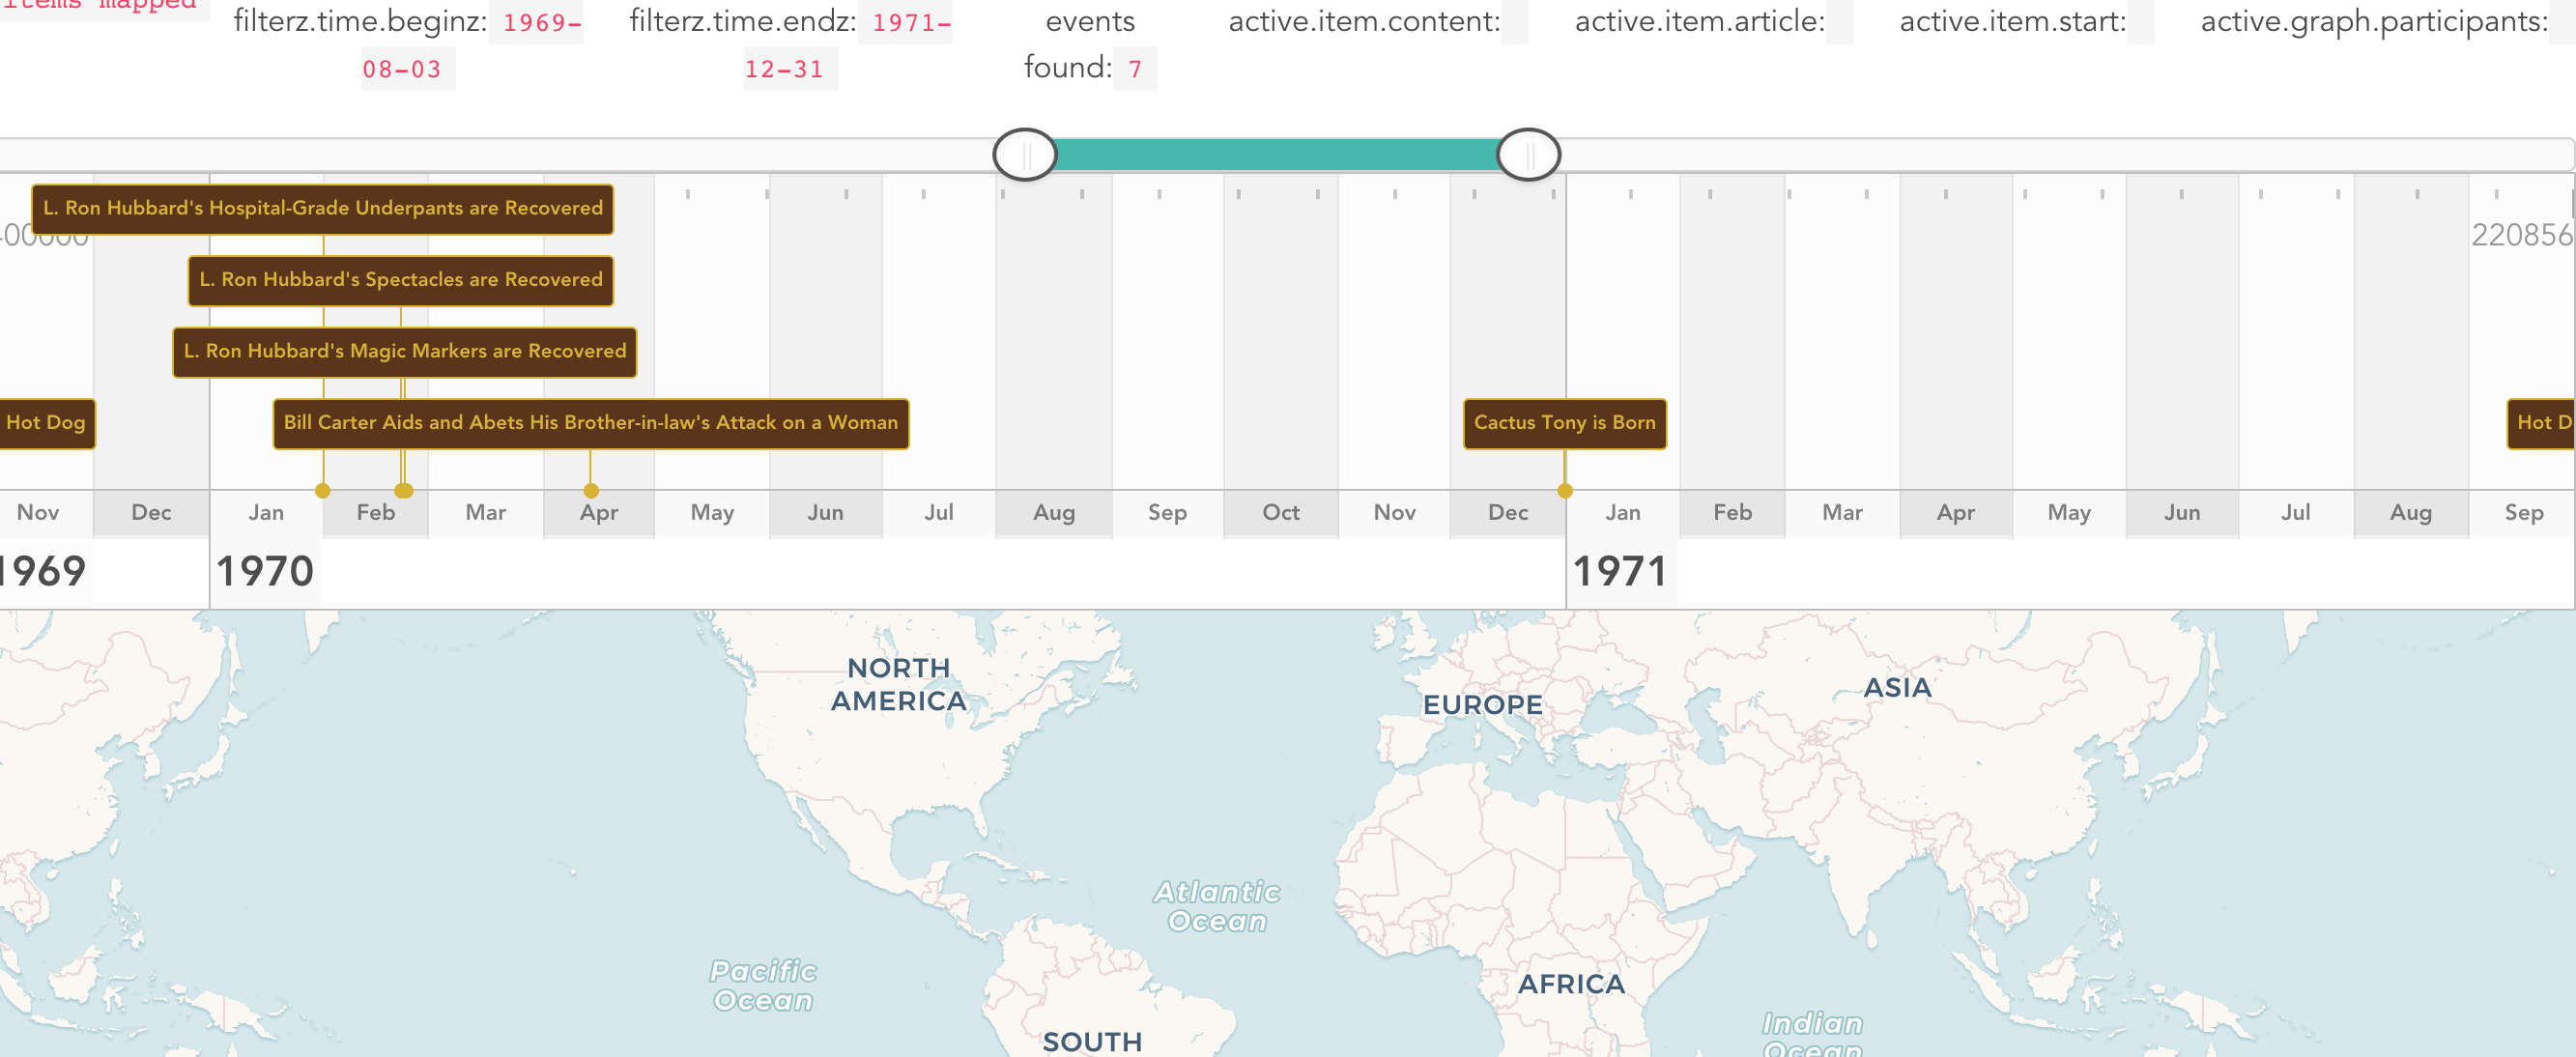 items mapped
filterz.time.beginz: 1969-
08-03
filterz.time.endz: 1971-
12-31
events
found: 7
active.item.content:
active.item.article:
active.item.start:
active.graph.participants:
L. Ron Hubbard's Hospital-Grade Underpants are Recovered
00000
220856
L. Ron Hubbard's Spectacles are Recovered
L. Ron Hubbard's Magic Markers are Recovered
Hot Dog
Bill Carter Aids and Abets His Brother-in-law's Attack on a Woman
Cactus Tony is Born
Hot D
Nov Dec Jan Feb Mar Apr May Jun Jul Aug Sep Oct Nov Dec Jan Feb Mar Apr May Jun Jul Aug Sep
1969 1970 1971
NORTH
AMERICA
EUROPE
ASIA
Atlantic
Ocean
Pacific
Ocean
AFRICA
SOUTH
Indian
Ocean